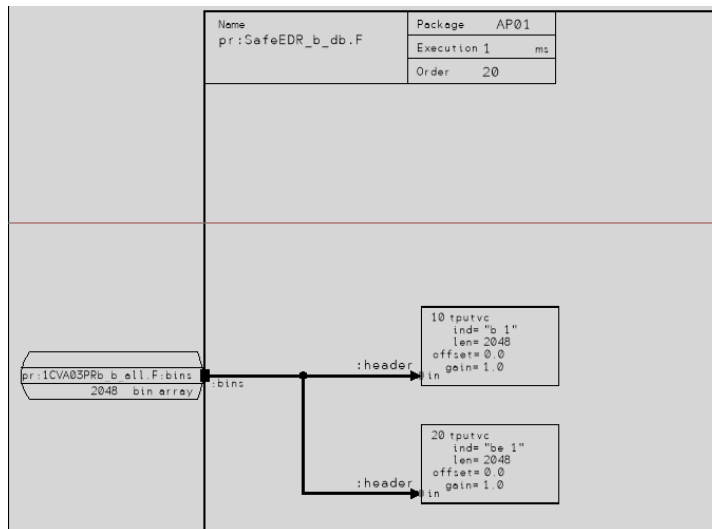 Name
pr:SafeEDR_b_db.F
Package AP01
Execution 1 ms
Order 20
10 tputvc
ind= "b 1"
len= 2048
offset= 0.0
gain= 1.0
:header
in
pr:1CVA03PRb_b_all.F:bins
2048 bin array
:bins
20 tputvc
ind= "be 1"
len= 2048
offset= 0.0
gain= 1.0
:header
in